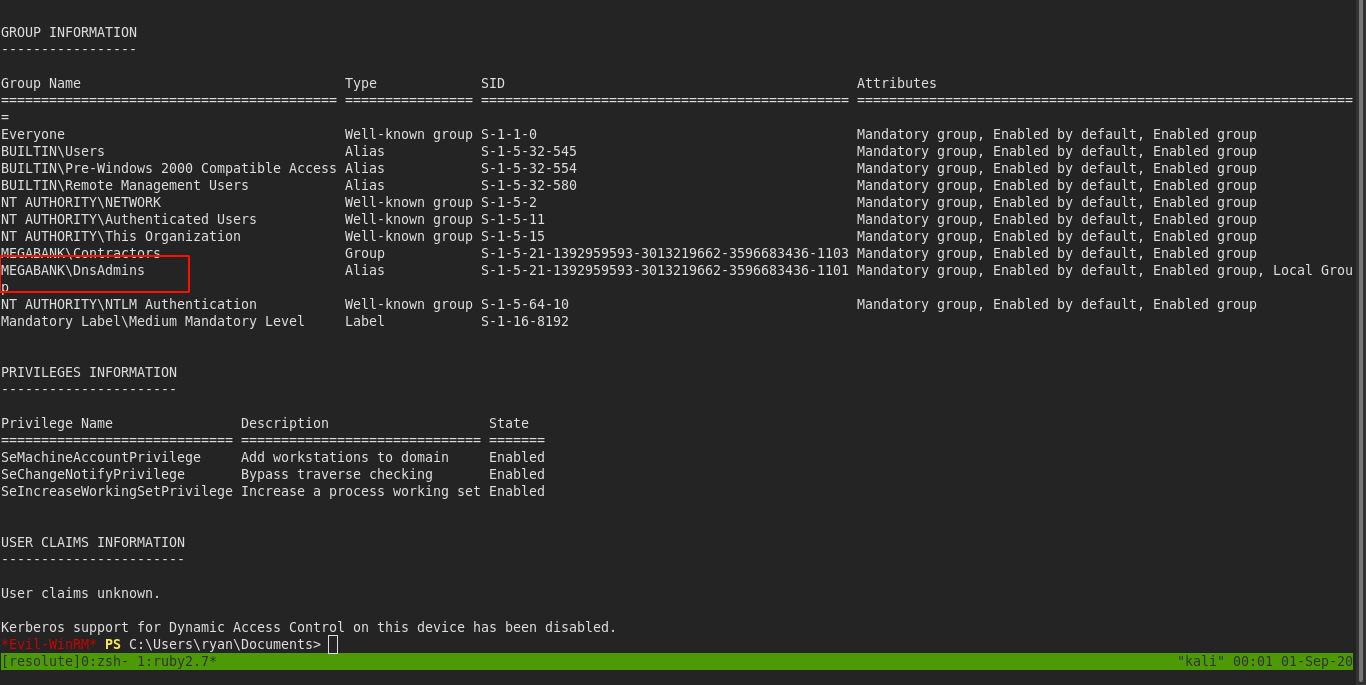 GROUP INFORMATION
-----------------
Group Name                                 Type             SID                                            Attributes
========================================== ================ ============================================== ==============================================================
=
Everyone                                   Well-known group S-1-1-0                                        Mandatory group, Enabled by default, Enabled group
BUILTIN\Users                              Alias            S-1-5-32-545                                   Mandatory group, Enabled by default, Enabled group
BUILTIN\Pre-Windows 2000 Compatible Access Alias            S-1-5-32-554                                   Mandatory group, Enabled by default, Enabled group
BUILTIN\Remote Management Users            Alias            S-1-5-32-580                                   Mandatory group, Enabled by default, Enabled group
NT AUTHORITY\NETWORK                       Well-known group S-1-5-2                                        Mandatory group, Enabled by default, Enabled group
NT AUTHORITY\Authenticated Users           Well-known group S-1-5-11                                       Mandatory group, Enabled by default, Enabled group
NT AUTHORITY\This Organization             Well-known group S-1-5-15                                       Mandatory group, Enabled by default, Enabled group
MEGABANK\Contractors                       Group            S-1-5-21-1392959593-3013219662-3596683436-1103 Mandatory group, Enabled by default, Enabled group
MEGABANK\DnsAdmins                         Alias            S-1-5-21-1392959593-3013219662-3596683436-1101 Mandatory group, Enabled by default, Enabled group, Local Grou
p
NT AUTHORITY\NTLM Authentication           Well-known group S-1-5-64-10                                    Mandatory group, Enabled by default, Enabled group
Mandatory Label\Medium Mandatory Level     Label            S-1-16-8192
PRIVILEGES INFORMATION
----------------------
Privilege Name                Description                    State
============================= ============================== =======
SeMachineAccountPrivilege     Add workstations to domain     Enabled
SeChangeNotifyPrivilege       Bypass traverse checking       Enabled
SeIncreaseWorkingSetPrivilege Increase a process working set Enabled
USER CLAIMS INFORMATION
-----------------------
User claims unknown.
Kerberos support for Dynamic Access Control on this device has been disabled.
*Evil-WinRM* PS C:\Users\ryan\Documents>
[resolute]0:zsh- 1:ruby2.7* "kali" 00:01 01-Sep-20